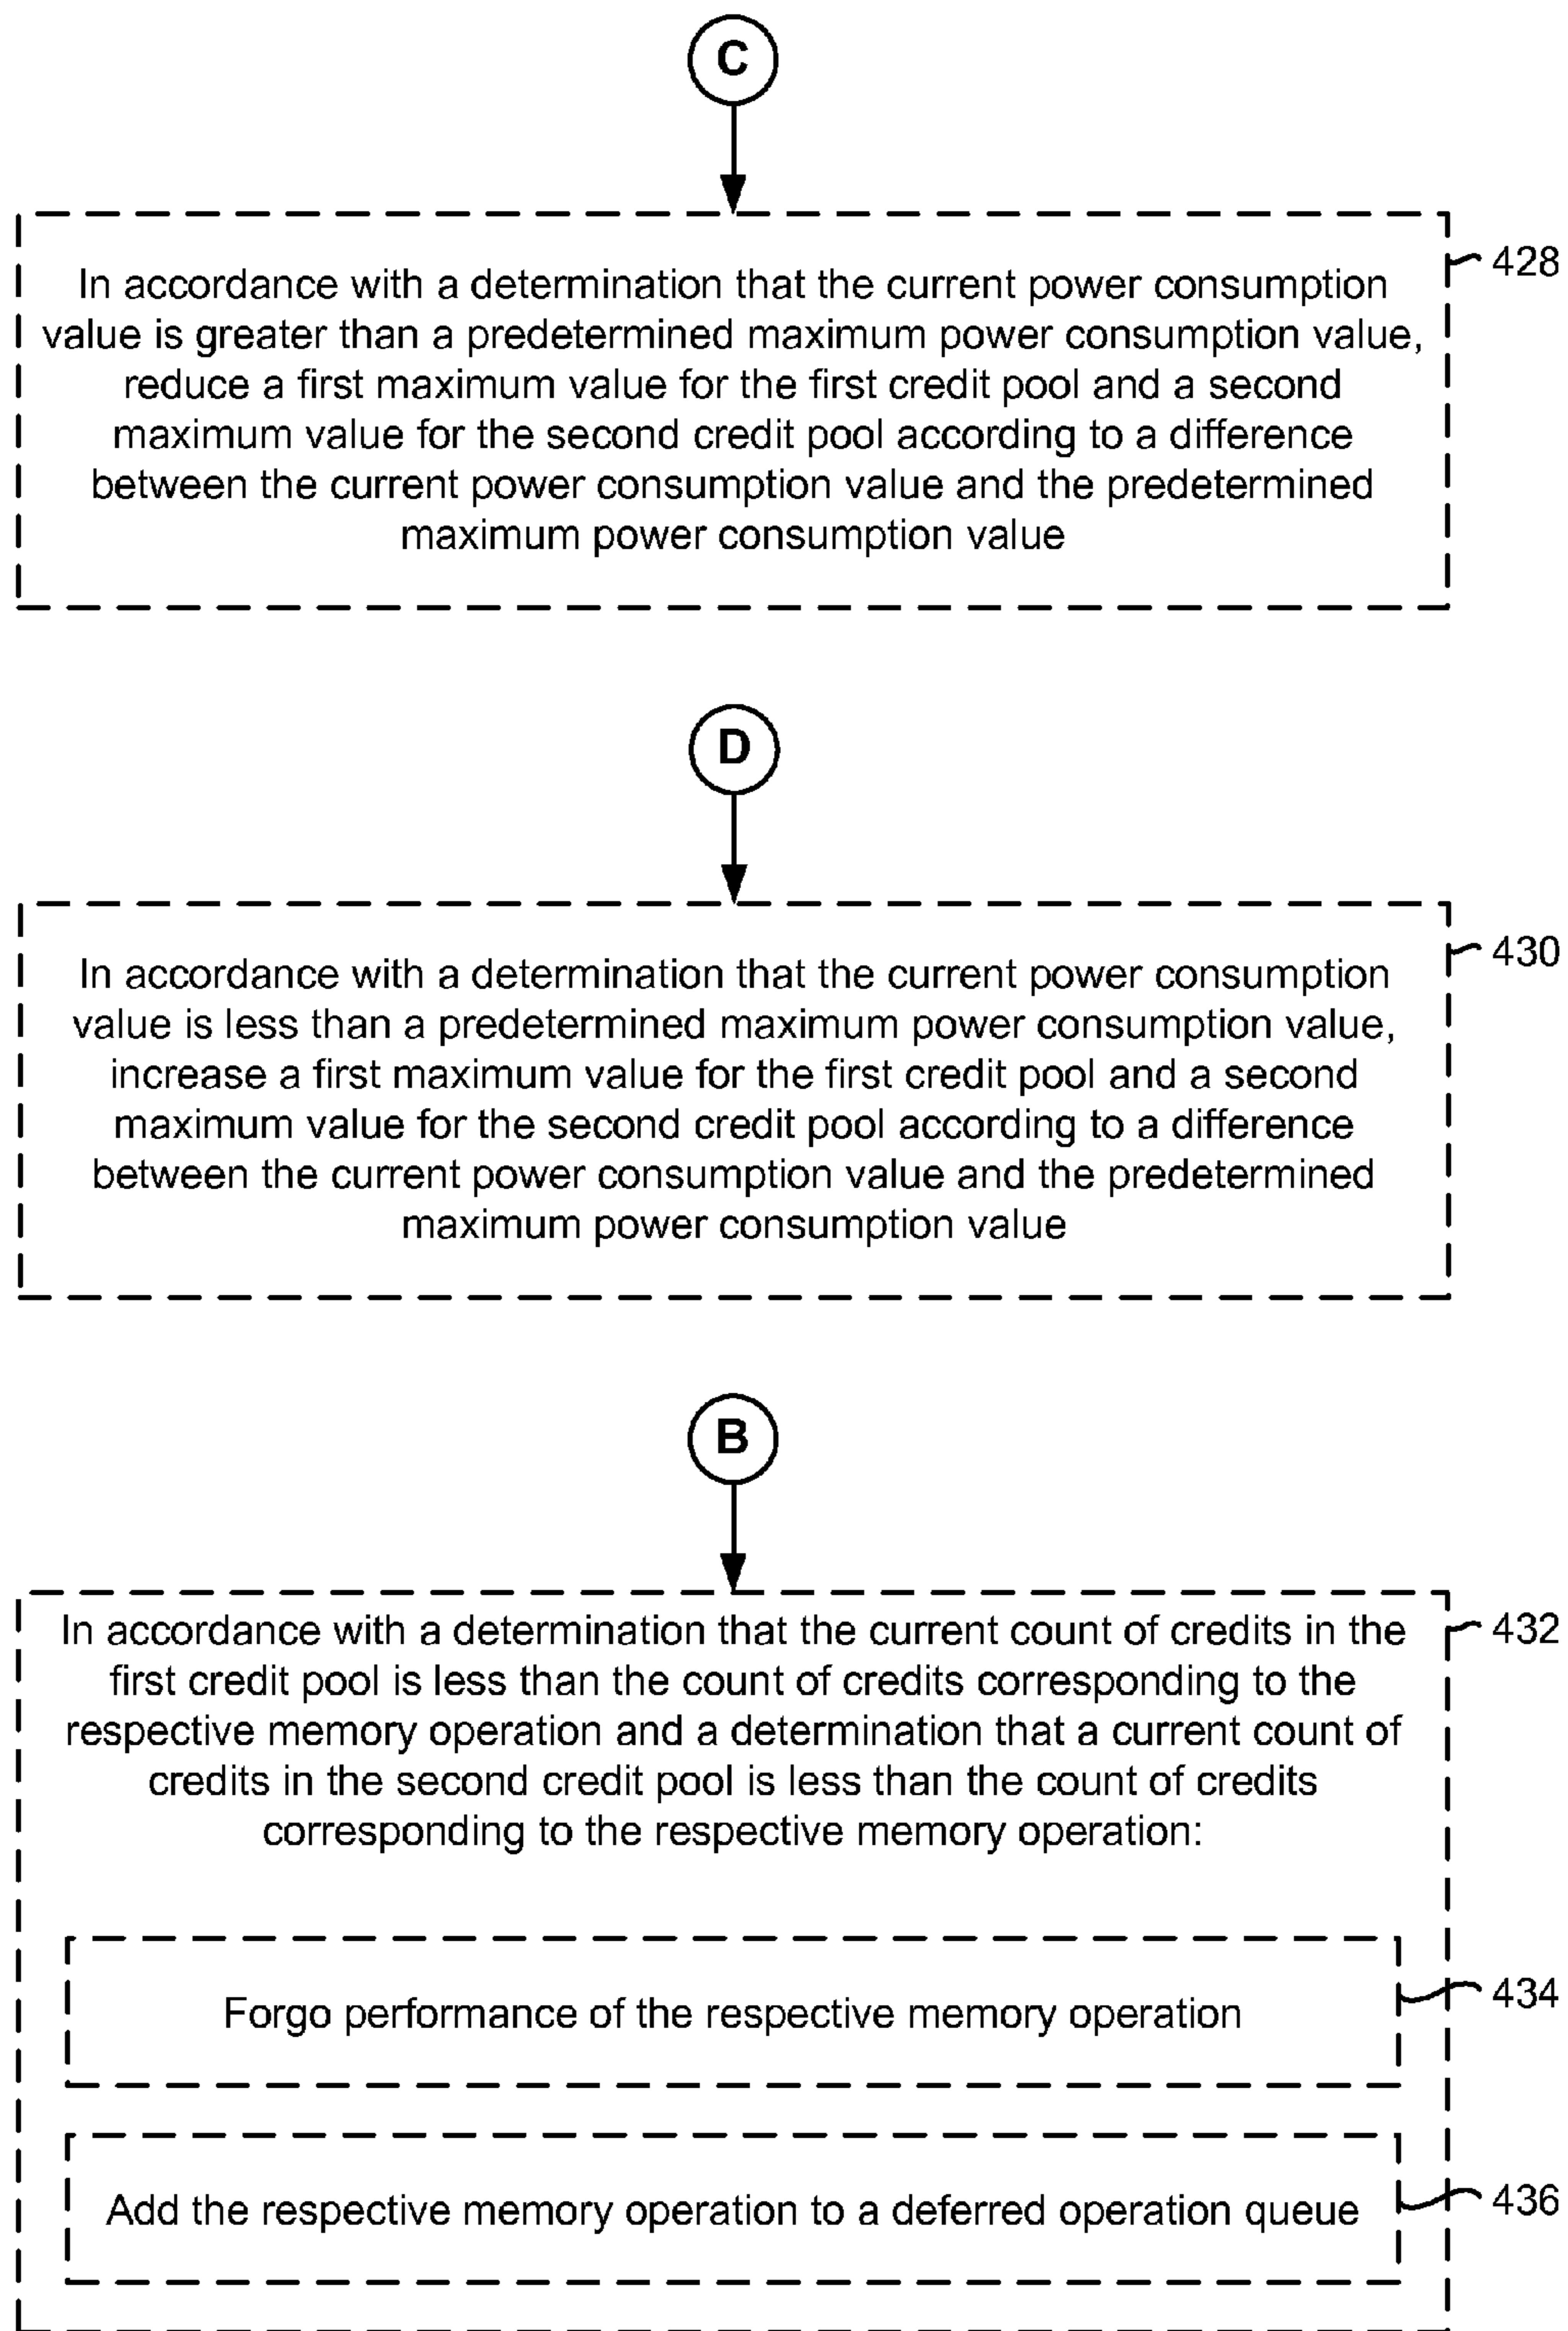 C
In accordance with a determination that the current power consumption
value is greater than a predetermined maximum power consumption value,
reduce a first maximum value for the first credit pool and a second
maximum value for the second credit pool according to a difference
between the current power consumption value and the predetermined
maximum power consumption value
428
D
In accordance with a determination that the current power consumption
value is less than a predetermined maximum power consumption value,
increase a first maximum value for the first credit pool and a second
maximum value for the second credit pool according to a difference
between the current power consumption value and the predetermined
maximum power consumption value
430
B
In accordance with a determination that the current count of credits in the
first credit pool is less than the count of credits corresponding to the
respective memory operation and a determination that a current count of
credits in the second credit pool is less than the count of credits
corresponding to the respective memory operation:
432
Forgo performance of the respective memory operation
434
Add the respective memory operation to a deferred operation queue
436